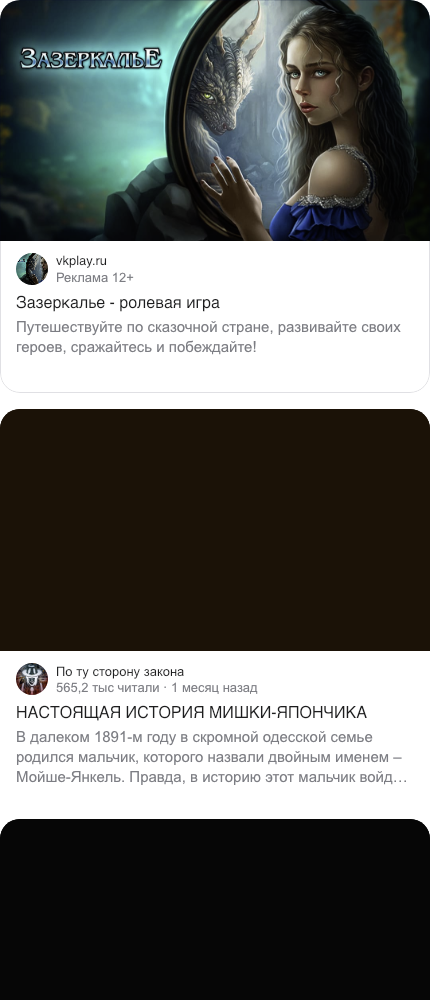 ЗАЗЕРКАЛЬЕ
vkplay.ru
Реклама 12+
Зазеркалье - ролевая игра
Путешествуйте по сказочной стране, развивайте своих
героев, сражайтесь и побеждайте!
По ту сторону закона
565,2 тыс читали · 1 месяц назад
НАСТОЯЩАЯ ИСТОРИЯ МИШКИ-ЯПОНЧИКА
В далеком 1891-м году в скромной одесской семье
родился мальчик, которого назвали двойным именем –
Мойше-Янкель. Правда, в историю этот мальчик войд…